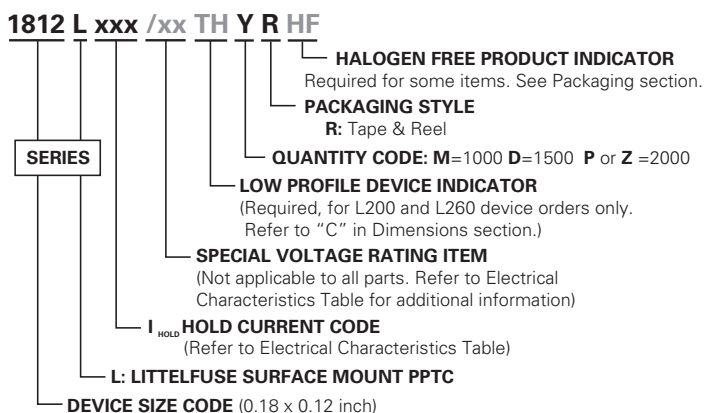 1812 L xxx /xx TH Y R HF
HALOGEN FREE PRODUCT INDICATOR
Required for some items. See Packaging section.
PACKAGING STYLE
R: Tape & Reel
SERIES
QUANTITY CODE: M=1000 D=1500 P or Z =2000
LOW PROFILE DEVICE INDICATOR
(Required, for L200 and L260 device orders only.
Refer to “C” in Dimensions section.)
SPECIAL VOLTAGE RATING ITEM
(Not applicable to all parts. Refer to Electrical
Characteristics Table for additional information)
I HOLD HOLD CURRENT CODE
(Refer to Electrical Characteristics Table)
L: LITTELFUSE SURFACE MOUNT PPTC
DEVICE SIZE CODE (0.18 x 0.12 inch)